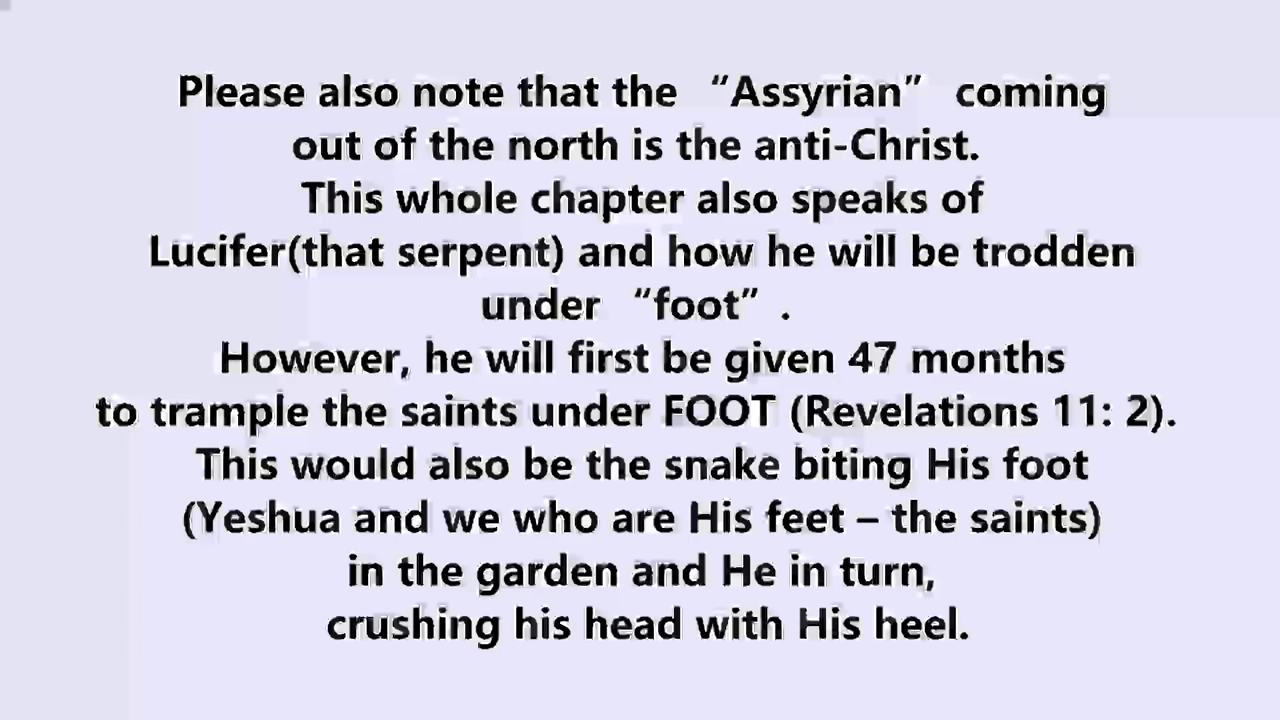 Please also note that the “Assyrian” coming
out of the north is the anti-Christ.
This whole chapter also speaks of
Lucifer(that serpent) and how he will be trodden
under “foot”.
However, he will first be given 47 months
to trample the saints under FOOT (Revelations 11: 2).
This would also be the snake biting His foot
(Yeshua and we who are His feet – the saints)
in the garden and He in turn,
crushing his head with His heel.